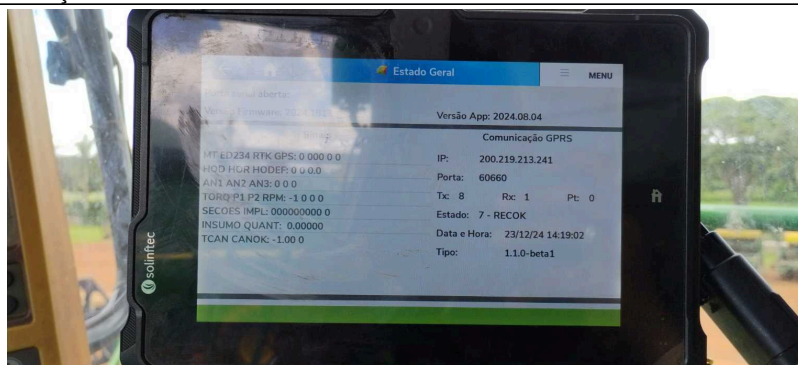 Estado Geral
MENU
Versão App: 2024.08.04
MT ED234 RTK GPS: 0 000 0 0
HOD HOR HODEF: 0 0 0.0
AN1 AN2 AN3: 0 0 0
TORQ P1 P2 RPM: -1 0 0 0
SECOES IMPL: 000000000 0
INSUMO QUANT: 0.00000
TCAN CANOK: -1.00 0
Comunicação GPRS
IP: 200.219.213.241
Porta: 60660
Tx: 8 Rx: 1 Pt: 0
Estado: 7 - RECOK
Data e Hora: 23/12/24 14:19:02
Tipo: 1.1.0-beta1
solinftec